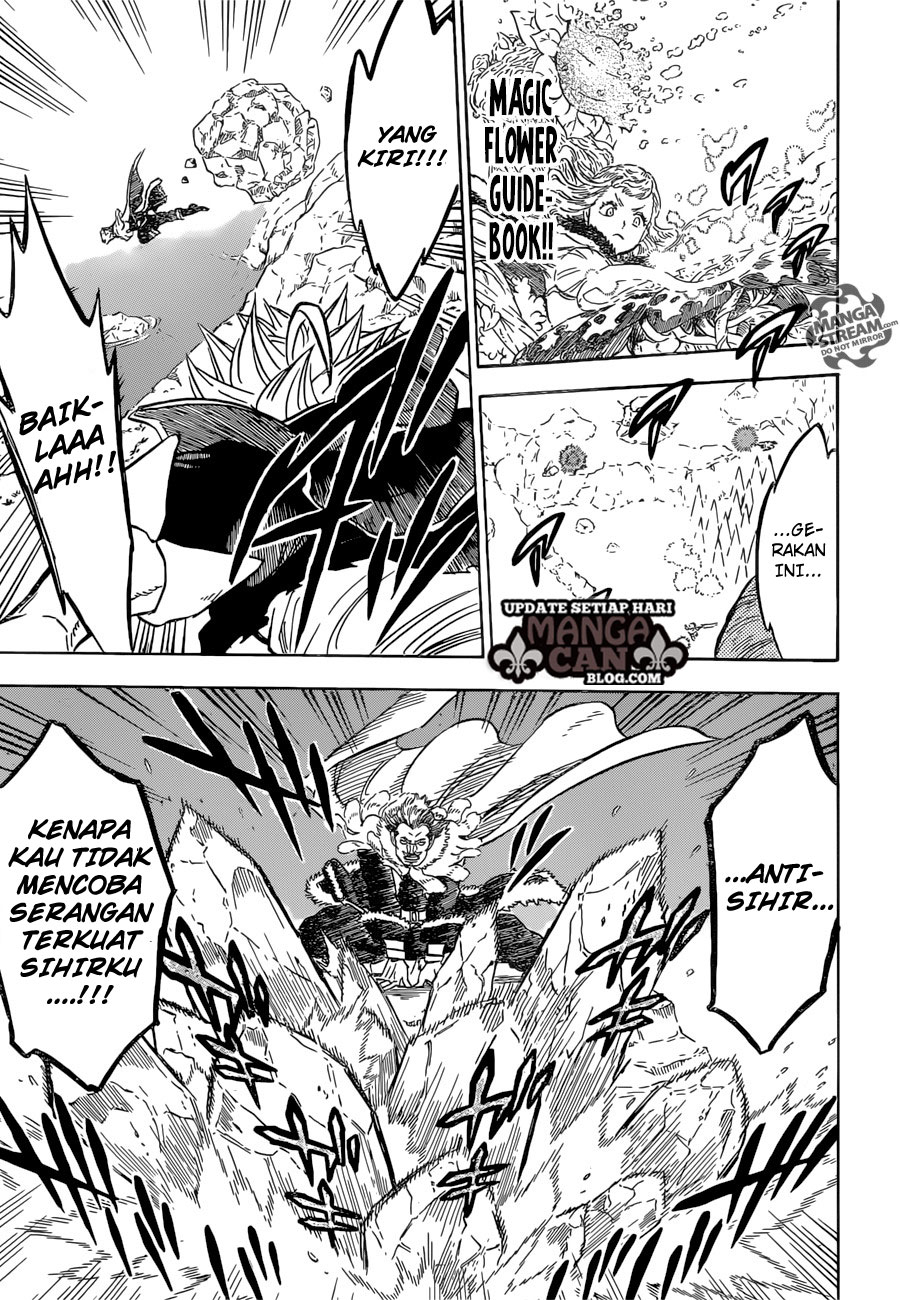 MAGIC
FLOWER
GUIDE-
BOOK!!
MANGA
STREAM.com
DO NOT MIRROR
...GE-
RAKAN
INI...
YANG
KIRI!!!
BAIK-
LAAA
AHH!!
UPDATE SETIAP HARI
MANGA
CAN
BLOG.COM
...ANTI-
SIHIR...
KENAPA
KAU TIDAK
MENCOBA
SERANGAN
TERKUAT
SIHIRKU
....!!!